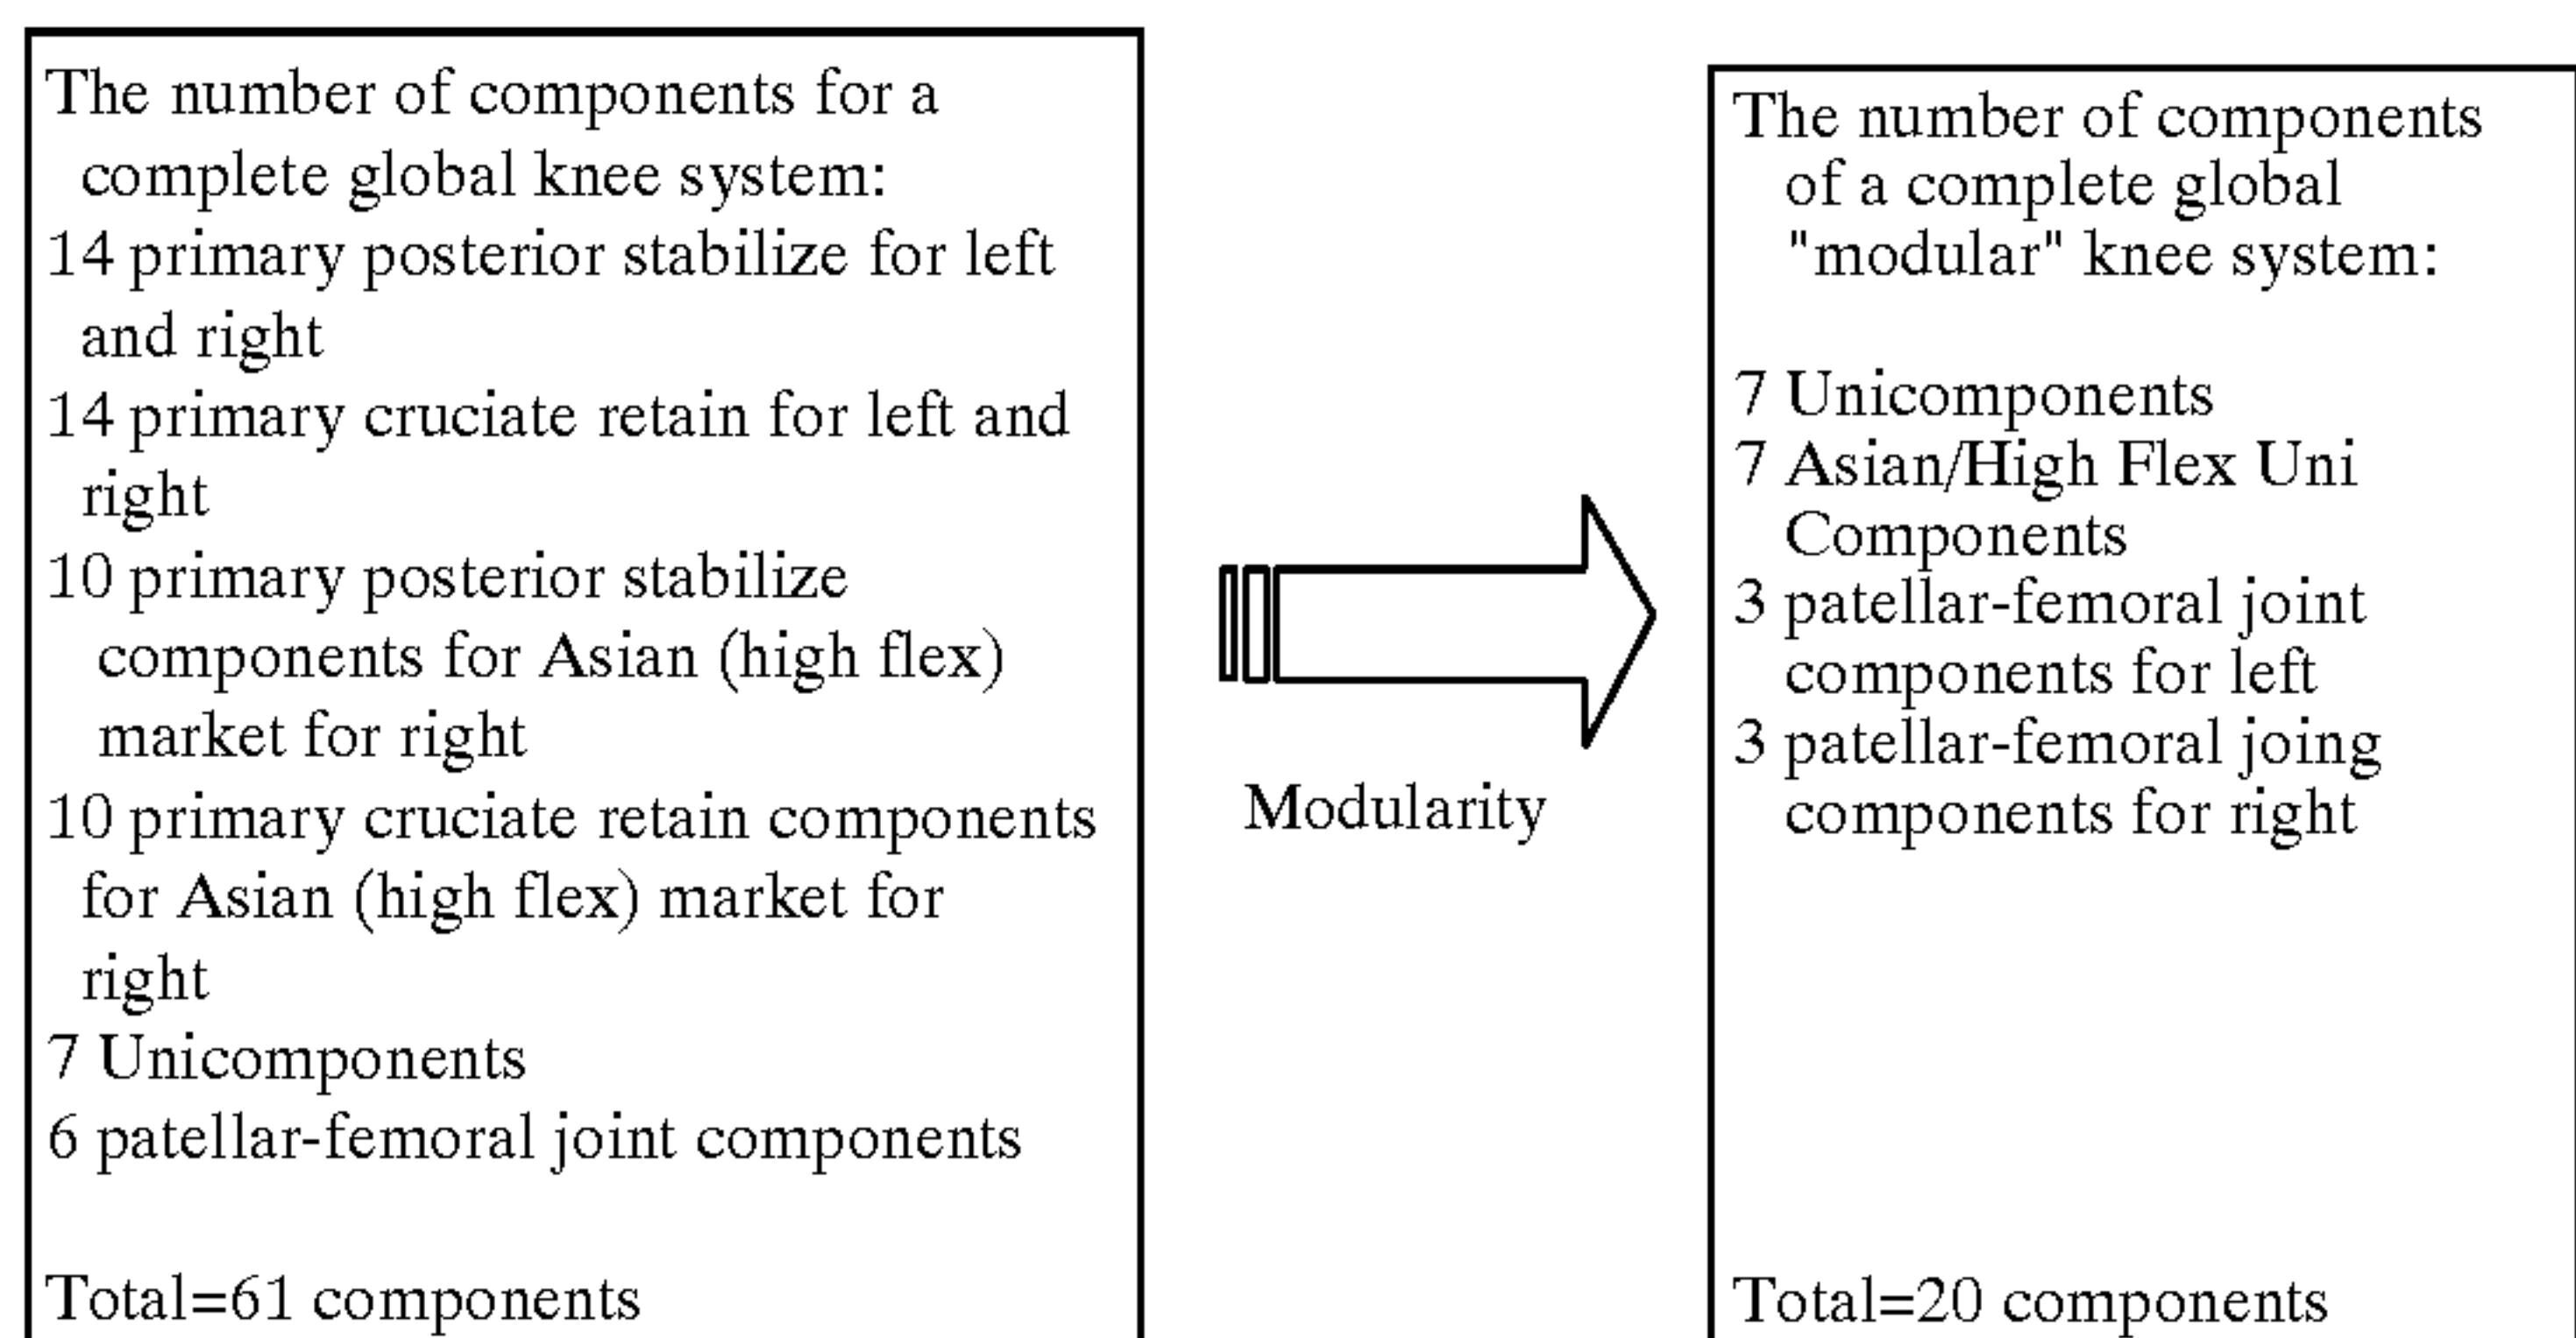 The number of components for a
complete global knee system:
14 primary posterior stabilize for left
and right
14 primary cruciate retain for left and
right
10 primary posterior stabilize
components for Asian (high flex)
market for right
10 primary cruciate retain components
for Asian (high flex) market for
right
7 Unicomponents
6 patellar-femoral joint components
Total=61 components
Modularity
The number of components
of a complete global
"modular" knee system:
7 Unicomponents
7 Asian/High Flex Uni
Components
3 patellar-femoral joint
components for left
3 patellar-femoral joing
components for right
Total=20 components